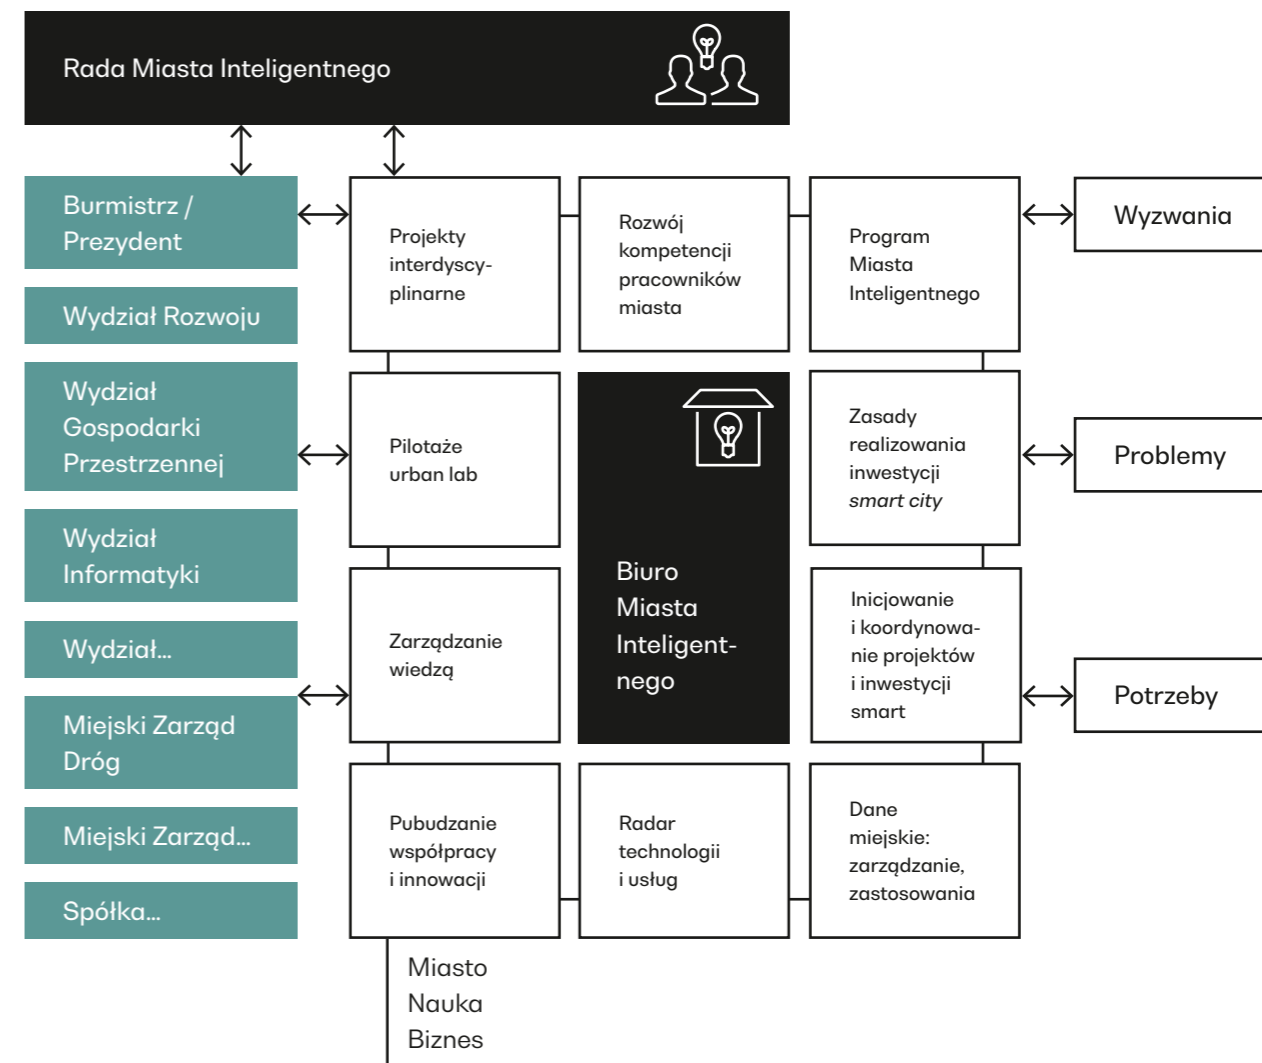 Rada Miasta Inteligentnego
Burmistrz /
Prezydent
Wydział Rozwoju
Wydział
Gospodarki
Przestrzennej
Wydział
Informatyki
Wydział...
Miejski Zarząd
Dróg
Miejski Zarząd...
Spółka...
Projekty
interdyscy-
plinarne
Rozwój
kompetencji
pracowników
miasta
Program
Miasta
Inteligentnego
Pilotaże
urban lab
Zasady
realizowania
inwestycji
smart city
Zarządzanie
wiedzą
Biuro
Miasta
Inteligent-
nego
Inicjowanie
i koordynowa-
nie projektów
i inwestycji
smart
Pubudzanie
współpracy
i innowacji
Radar
technologii
i usług
Dane
miejskie:
zarządzanie,
zastosowania
Wyzwania
Problemy
Potrzeby
Miasto
Nauka
Biznes